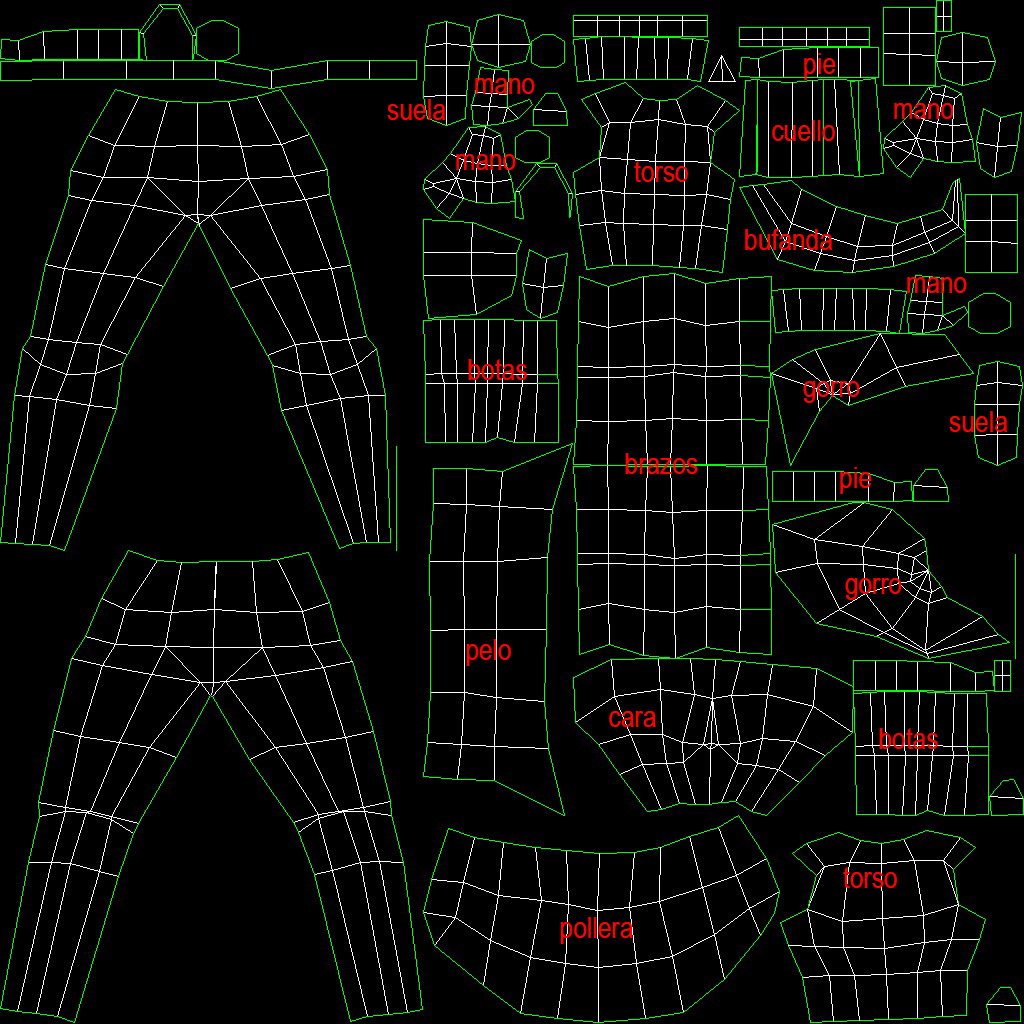 pie
mano
suela
mano
cuello
mano
torso
bufanda
mano
botas
gorro
suela
brazos
pie
gorro
pelo
cara
botas
torso
pollera